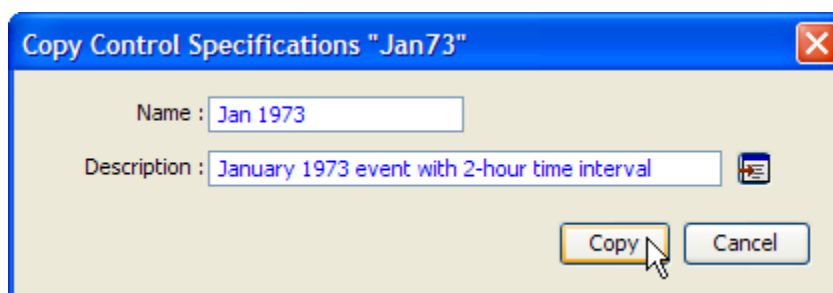 Copy Control Specifications "Jan73"
Name : Jan 1973
Description : January 1973 event with 2-hour time interval
Copy Cancel